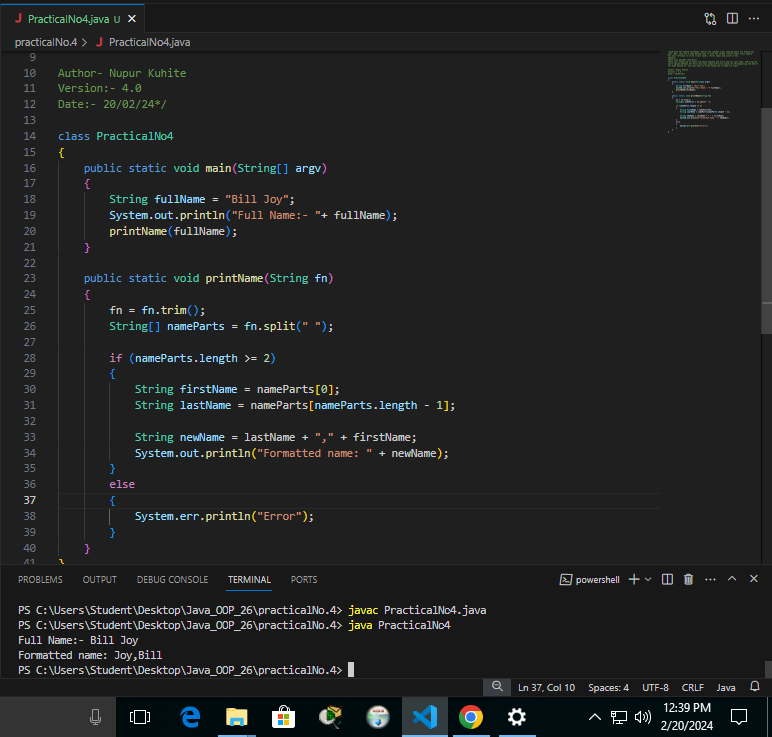 PracticalNo4.java U
practicalNo.4 > PracticalNo4.java
9
10 Author- Nupur Kuhite
11 Version:- 4.0
12 Date:- 20/02/24*/
13
14 class PracticalNo4
15 {
16 public static void main(String[] argv)
17 {
18 String fullName = "Bill Joy";
19 System.out.println("Full Name:- "+ fullName);
20 printName(fullName);
21 }
22
23 public static void printName(String fn)
24 {
25 fn = fn.trim();
26 String[] nameParts = fn.split(" ");
27
28 if (nameParts.length >= 2)
29 {
30 String firstName = nameParts[0];
31 String lastName = nameParts[nameParts.length - 1];
32
33 String newName = lastName + "," + firstName;
34 System.out.println("Formatted name: " + newName);
35 }
36 else
37 {
38 System.err.println("Error");
39 }
40 }
41 }
PROBLEMS OUTPUT DEBUG CONSOLE TERMINAL PORTS powershell
PS C:\Users\Student\Desktop\Java_OOP_26\practicalNo.4> javac PracticalNo4.java
PS C:\Users\Student\Desktop\Java_OOP_26\practicalNo.4> java PracticalNo4
Full Name:- Bill Joy
Formatted name: Joy,Bill
PS C:\Users\Student\Desktop\Java_OOP_26\practicalNo.4>
Ln 37, Col 10 Spaces: 4 UTF-8 CRLF Java
12:39 PM
2/20/2024